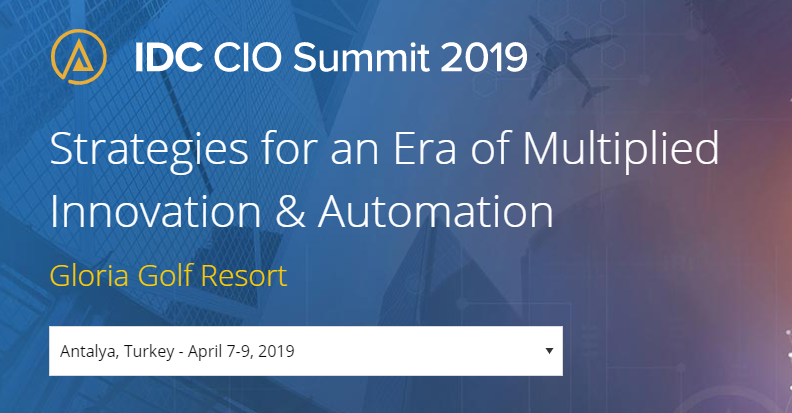 IDC CIO Summit 2019
Strategies for an Era of Multiplied
Innovation & Automation
Gloria Golf Resort
Antalya, Turkey - April 7-9, 2019